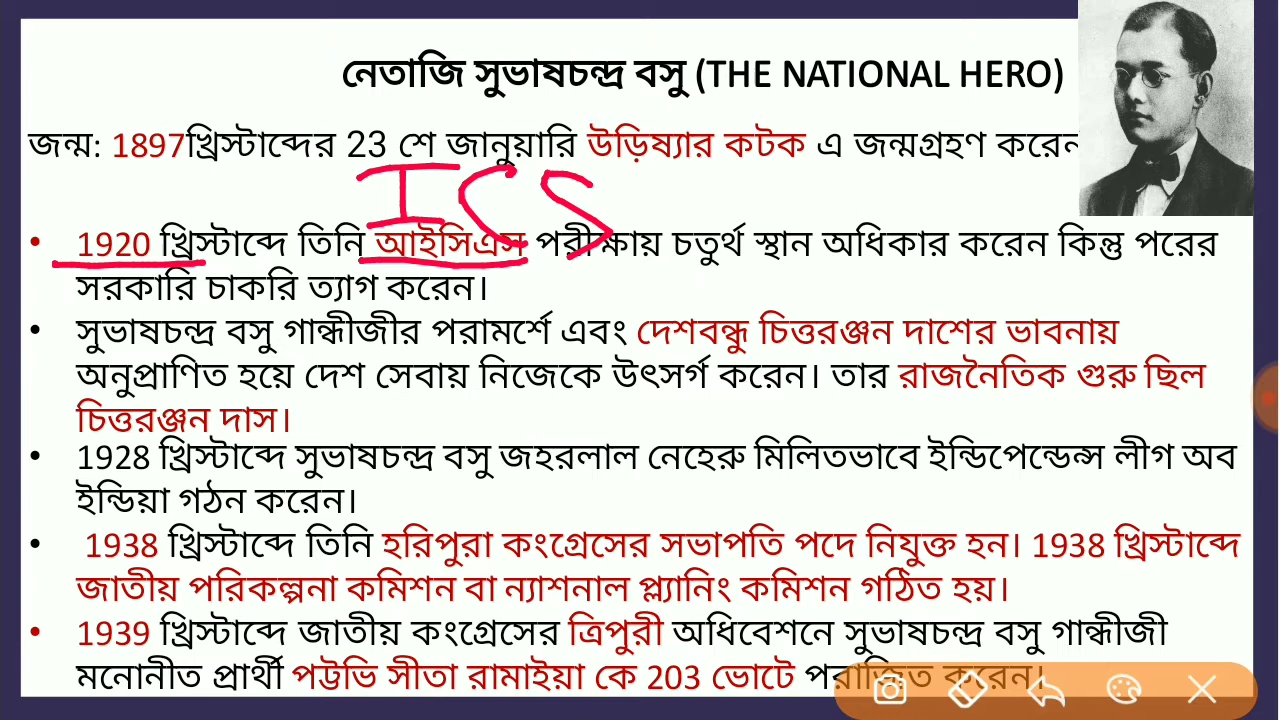 নেতাজি সুভাষচন্দ্র বসু (THE NATIONAL HERO)
জন্ম: 1897খ্রিস্টাব্দের 23 শে জানুয়ারি উড়িষ্যার কটক এ জন্মগ্রহণ করেন
ICS
• 1920 খ্রিস্টাব্দে তিনি আইসিএস পরীক্ষায় চতুর্থ স্থান অধিকার করেন কিন্তু পরের
সরকারি চাকরি ত্যাগ করেন।
• সুভাষচন্দ্র বসু গান্ধীজীর পরামর্শে এবং দেশবন্ধু চিত্তরঞ্জন দাশের ভাবনায়
অনুপ্রাণিত হয়ে দেশ সেবায় নিজেকে উৎসর্গ করেন। তার রাজনৈতিক গুরু ছিল
চিত্তরঞ্জন দাস।
• 1928 খ্রিস্টাব্দে সুভাষচন্দ্র বসু জহরলাল নেহেরু মিলিতভাবে ইন্ডিপেন্ডেন্স লীগ অব
ইন্ডিয়া গঠন করেন।
• 1938 খ্রিস্টাব্দে তিনি হরিপুরা কংগ্রেসের সভাপতি পদে নিযুক্ত হন। 1938 খ্রিস্টাব্দে
জাতীয় পরিকল্পনা কমিশন বা ন্যাশনাল প্ল্যানিং কমিশন গঠিত হয়।
• 1939 খ্রিস্টাব্দে জাতীয় কংগ্রেসের ত্রিপুরী অধিবেশনে সুভাষচন্দ্র বসু গান্ধীজী
মনোনীত প্রার্থী পট্টভি সীতা রামাইয়া কে 203 ভোটে পরাজিত করেন।